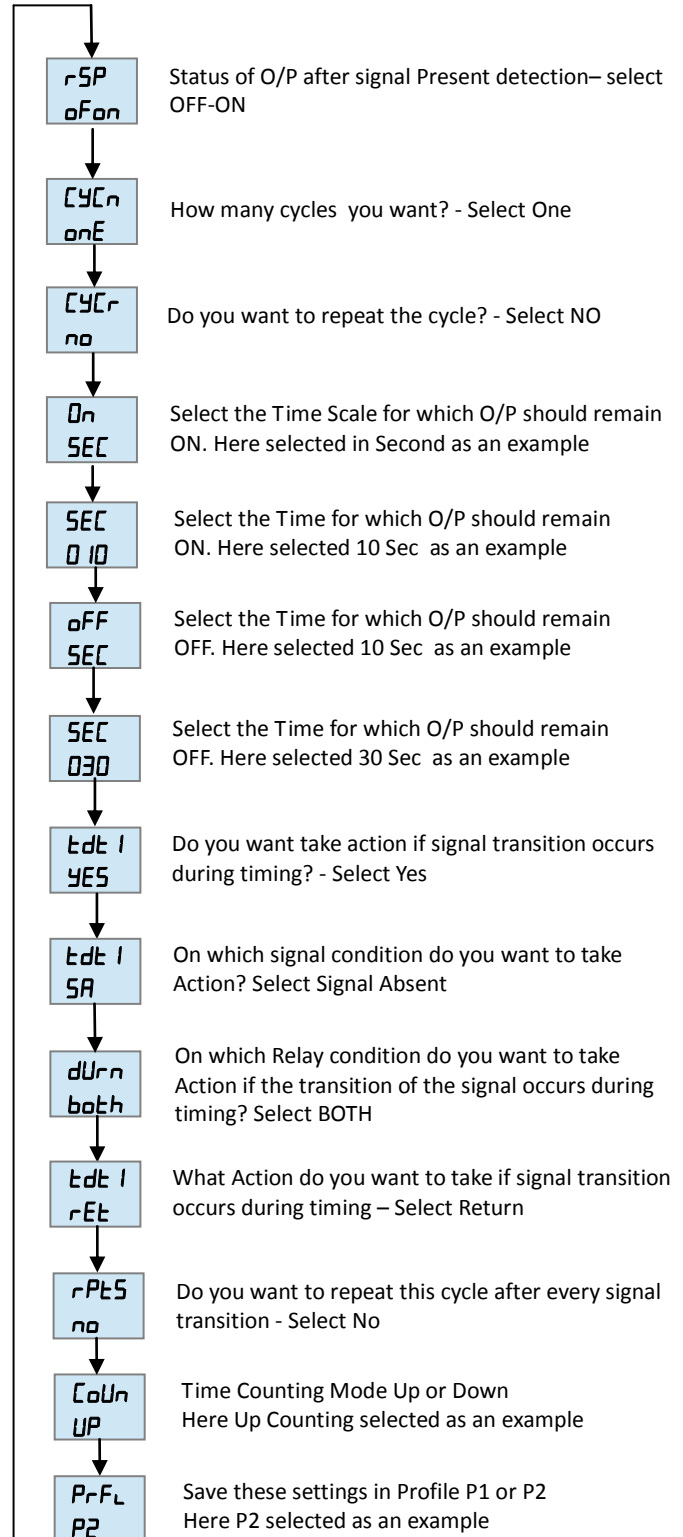 rSP
oFon
Status of O/P after signal Present detection– select
OFF-ON
CYCn
onE
How many cycles you want? - Select One
CYCr
no
Do you want to repeat the cycle? - Select NO
On
SEC
Select the Time Scale for which O/P should remain
ON. Here selected in Second as an example
SEC
010
Select the Time for which O/P should remain
ON. Here selected 10 Sec as an example
oFF
SEC
Select the Time for which O/P should remain
OFF. Here selected 10 Sec as an example
SEC
030
Select the Time for which O/P should remain
OFF. Here selected 30 Sec as an example
tdt1
YES
Do you want take action if signal transition occurs
during timing? - Select Yes
tdt1
SA
On which signal condition do you want to take
Action? Select Signal Absent
dUrn
both
On which Relay condition do you want to take
Action if the transition of the signal occurs during
timing? Select BOTH
tdt1
rEt
What Action do you want to take if signal transition
occurs during timing – Select Return
rPtS
no
Do you want to repeat this cycle after every signal
transition - Select No
CoUn
UP
Time Counting Mode Up or Down
Here Up Counting selected as an example
PrFL
P2
Save these settings in Profile P1 or P2
Here P2 selected as an example